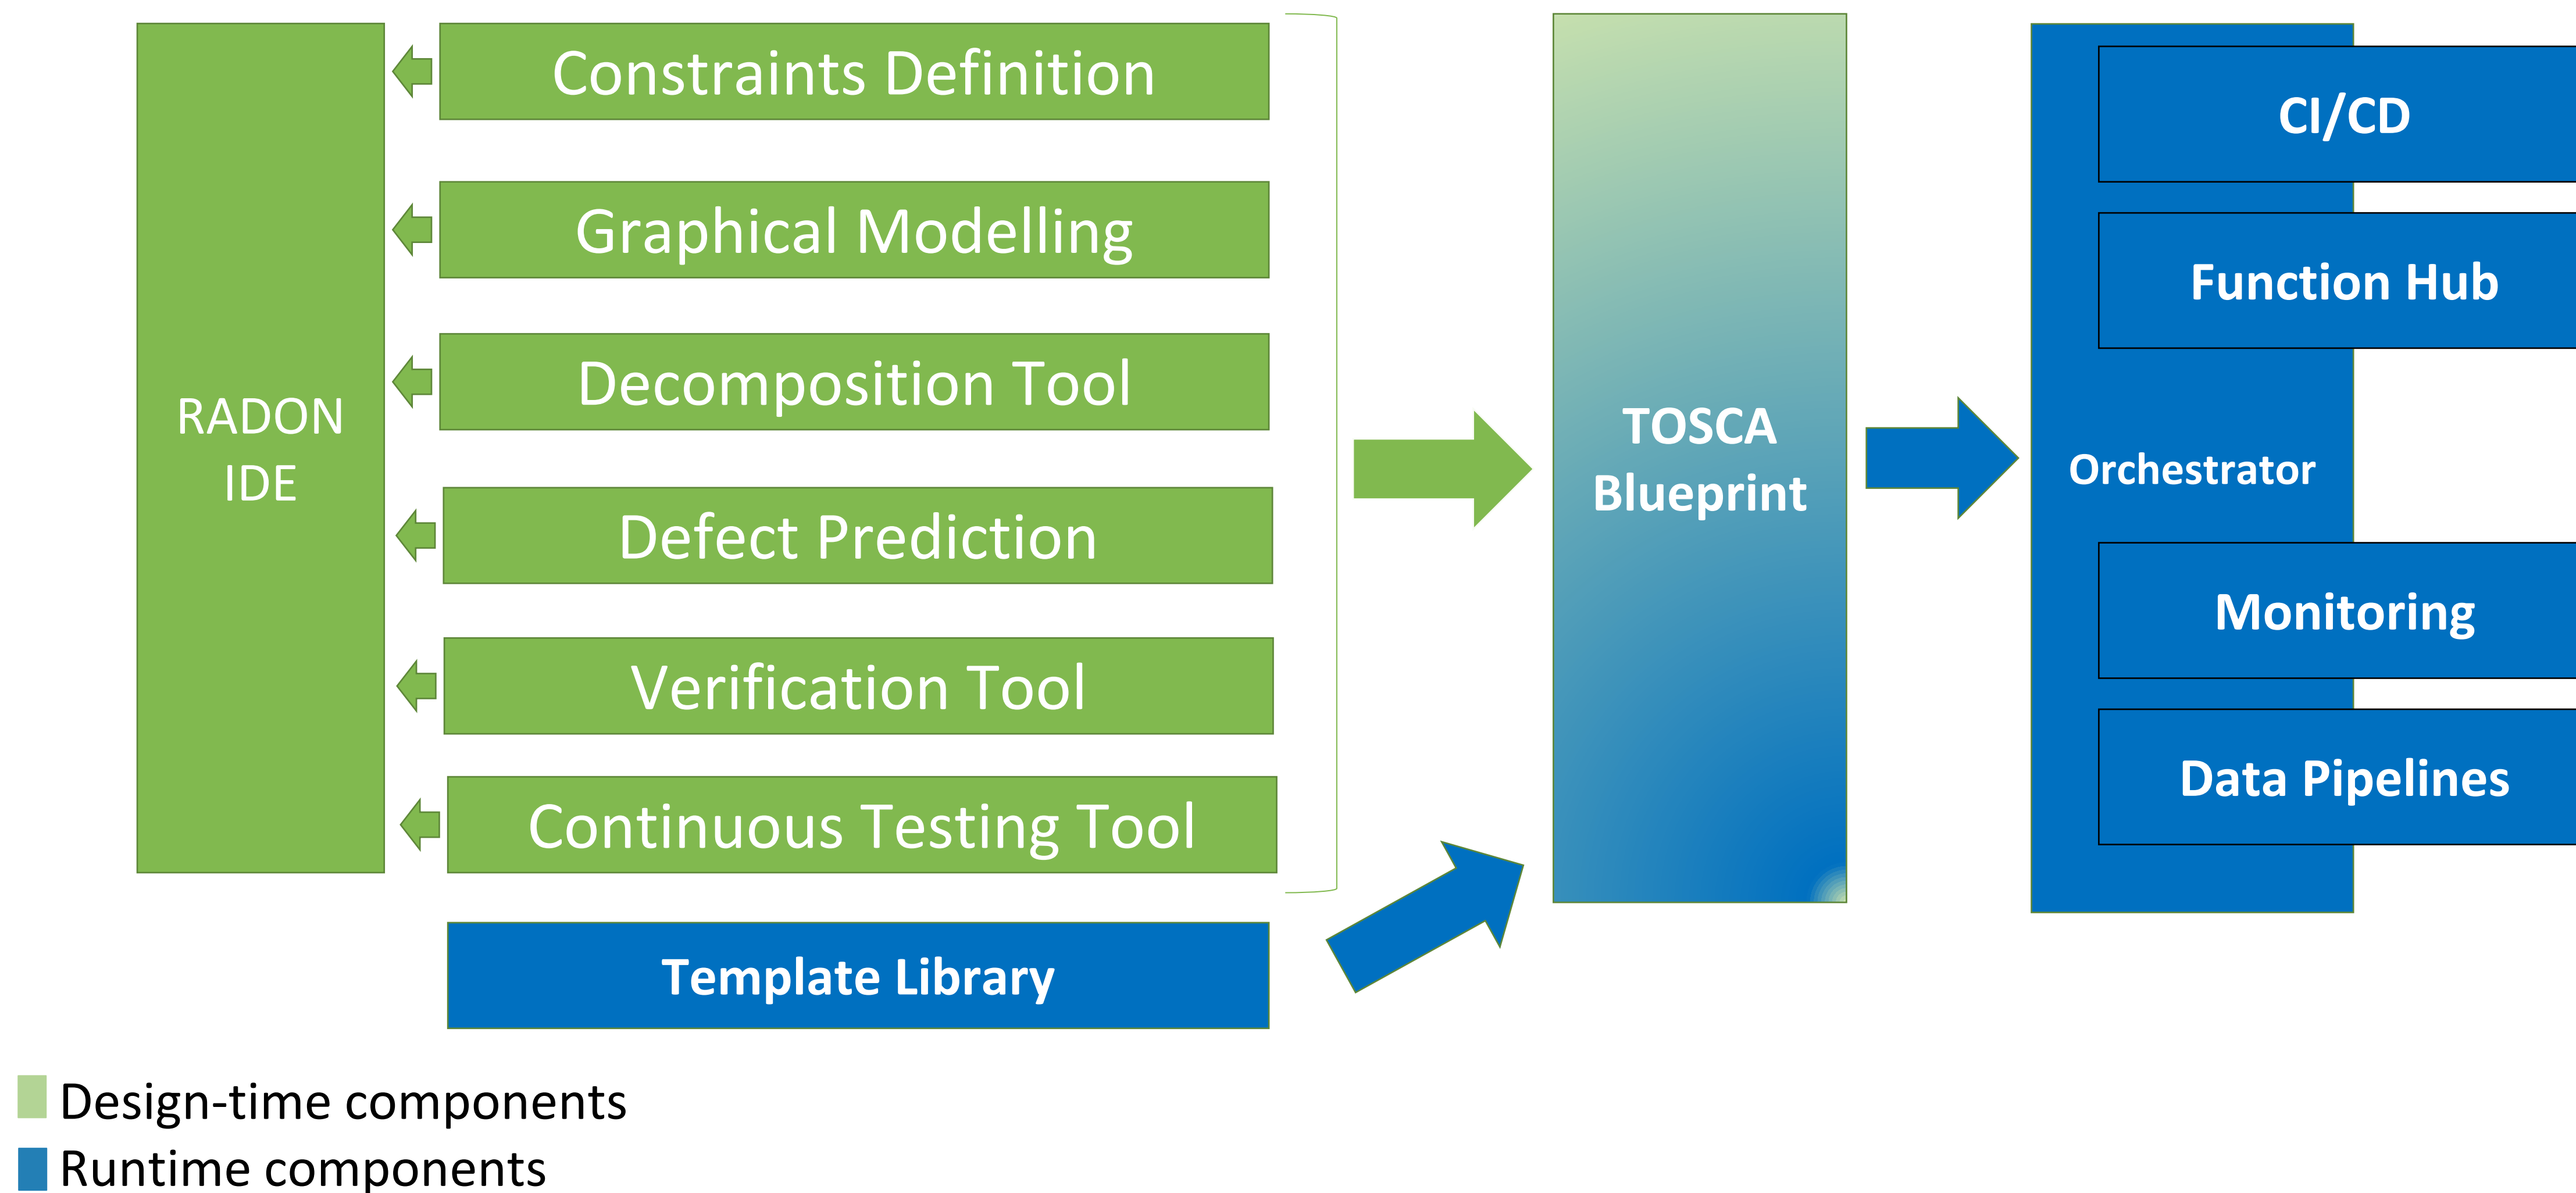 RADON
IDE
Constraints Definition
Graphical Modelling
Decomposition Tool
Defect Prediction
Verification Tool
Continuous Testing Tool
Template Library
TOSCA
Blueprint
Orchestrator
CI/CD
Function Hub
Monitoring
Data Pipelines
Design-time components
Runtime components